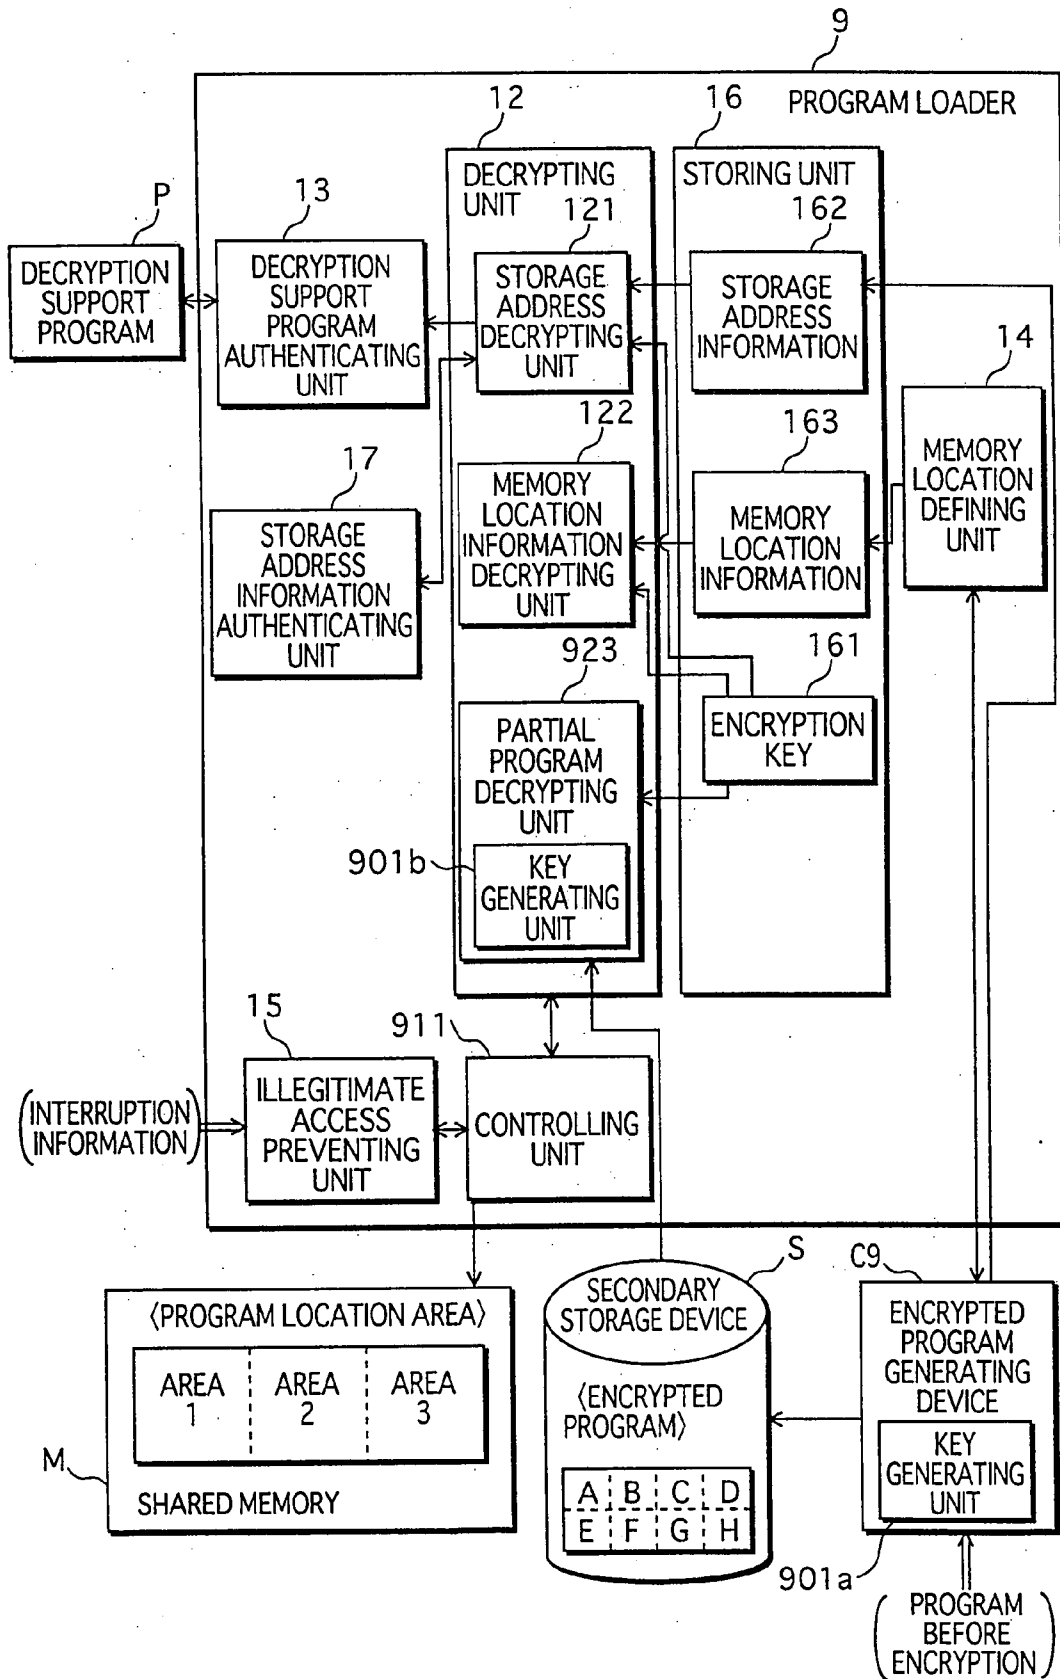 9
PROGRAM LOADER
12
16
DECRYPTING
UNIT
STORING UNIT
P
13
121
162
DECRYPTION
SUPPORT
PROGRAM
DECRYPTION
SUPPORT
PROGRAM
AUTHENTICATING
UNIT
STORAGE
ADDRESS
DECRYPTING
UNIT
STORAGE
ADDRESS
INFORMATION
14
122
163
17
MEMORY
LOCATION
DEFINING
UNIT
STORAGE
ADDRESS
INFORMATION
AUTHENTICATING
UNIT
MEMORY
LOCATION
INFORMATION
DECRYPTING
UNIT
MEMORY
LOCATION
INFORMATION
923
161
PARTIAL
PROGRAM
DECRYPTING
UNIT
ENCRYPTION
KEY
901b
KEY
GENERATING
UNIT
15
911
(INTERRUPTION
INFORMATION)
ILLEGITIMATE
ACCESS
PREVENTING
UNIT
CONTROLLING
UNIT
S
C9
〈PROGRAM LOCATION AREA〉
AREA
1
AREA
2
AREA
3
M
SHARED MEMORY
SECONDARY
STORAGE DEVICE
〈ENCRYPTED
PROGRAM〉
A B C D
E F G H
ENCRYPTED
PROGRAM
GENERATING
DEVICE
KEY
GENERATING
UNIT
901a
(PROGRAM
BEFORE
ENCRYPTION)